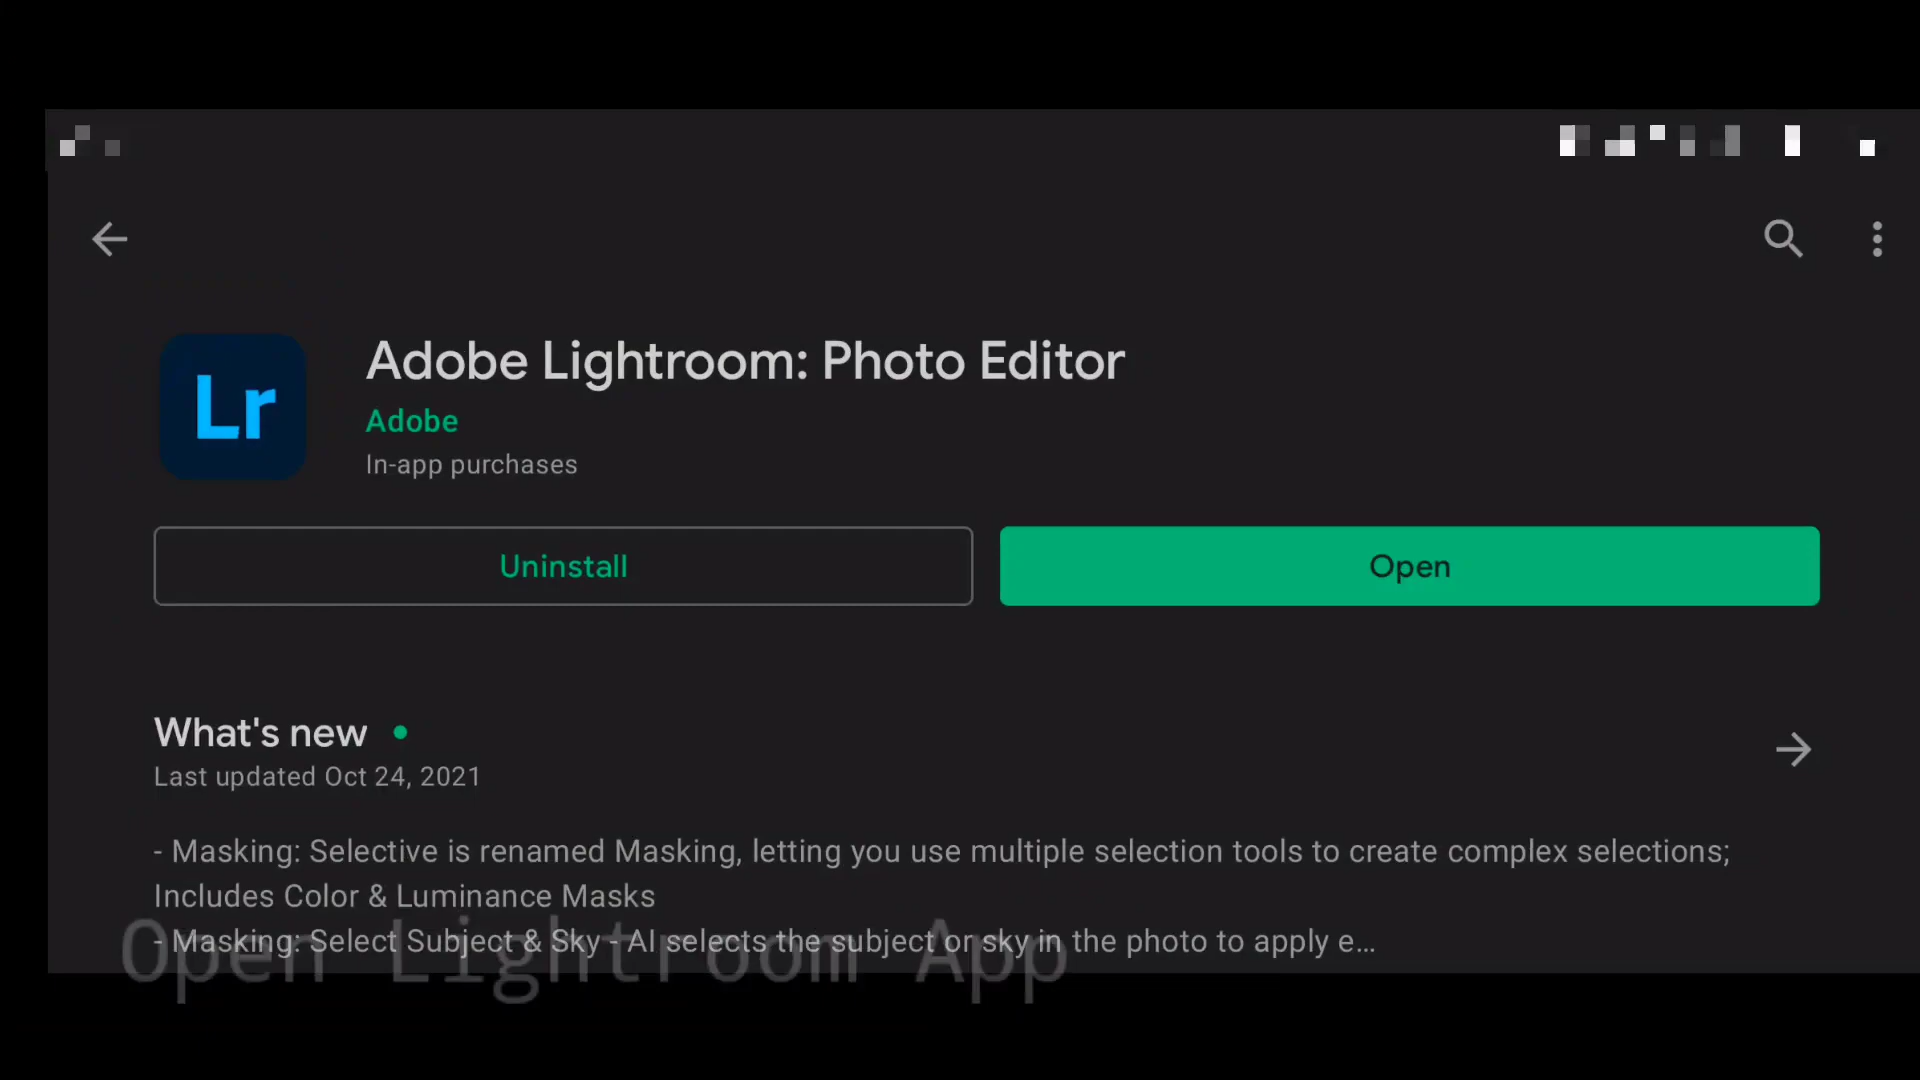 Lr
Adobe Lightroom: Photo Editor
Adobe
In-app purchases
Uninstall
Open
What's new
Last updated Oct 24, 2021
- Masking: Selective is renamed Masking, letting you use multiple selection tools to create complex selections;
Includes Color & Luminance Masks
- Masking: Select Subject & Sky - AI selects the subject or sky in the photo to apply e...
Open Lightroom App